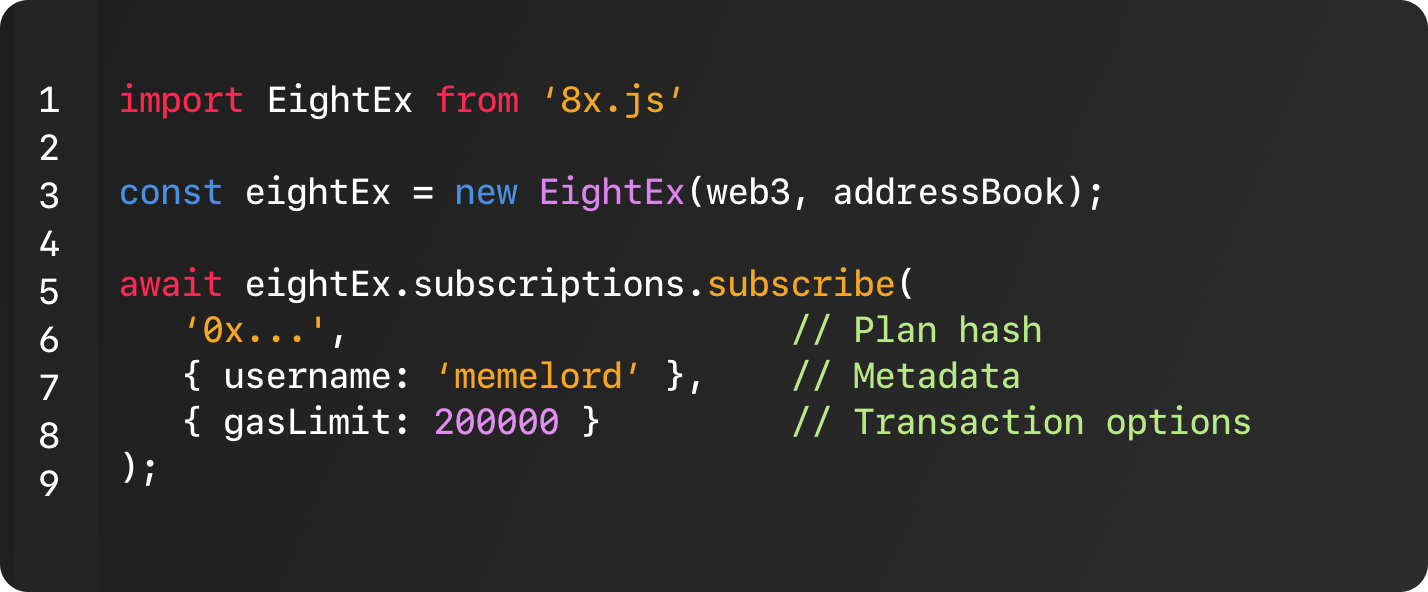 1 import EightEx from ‘8x.js’
2
3 const eightEx = new EightEx(web3, addressBook);
4
5 await eightEx.subscriptions.subscribe(
6 ‘0x...', // Plan hash
7 { username: ‘memelord’ }, // Metadata
8 { gasLimit: 200000 } // Transaction options
9 );